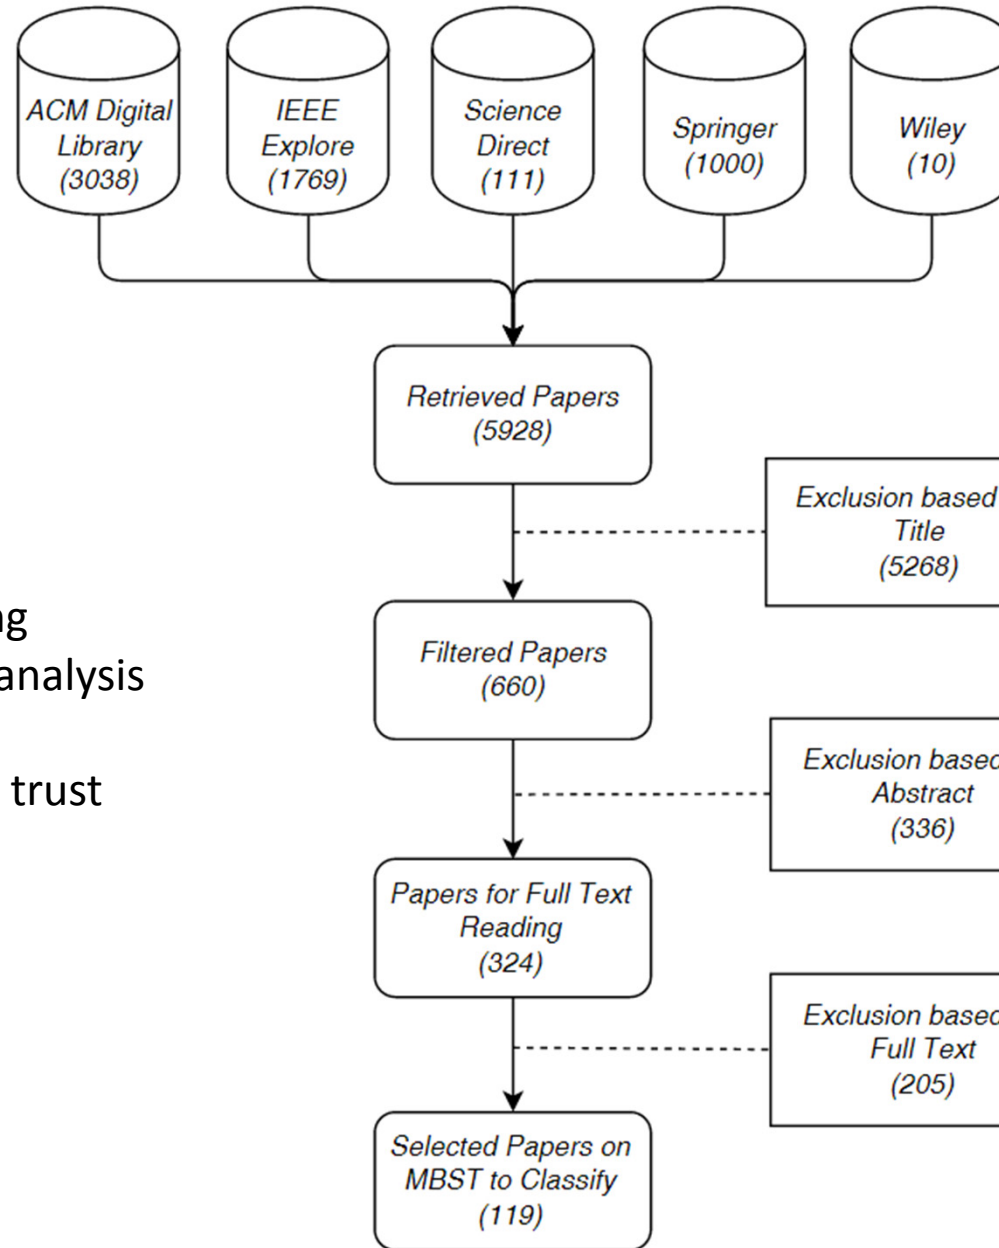 ACM Digital
Library
(3038)
IEEE
Explore
(1769)
Science
Direct
(111)
Springer
(1000)
Wiley
(10)
Retrieved Papers
(5928)
Exclusion based
Title
(5268)
Filtered Papers
(660)
analysis
trust
Exclusion based
Abstract
(336)
Papers for Full Text
Reading
(324)
Exclusion based
Full Text
(205)
Selected Papers on
MBST to Classify
(119)